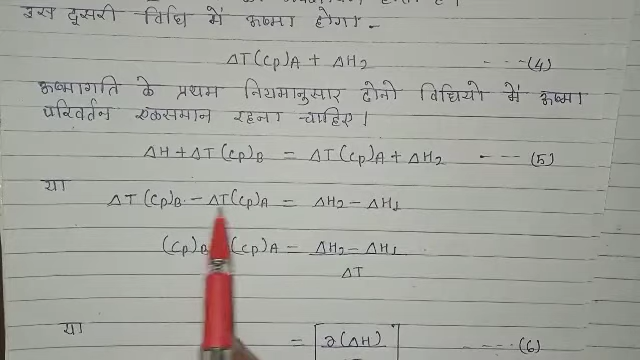 इस दूसरी विधि में ऊष्मा होगा -
ΔT(Cp)A + ΔH2 - - - -(4)
ऊष्मागति के प्रथम नियमानुसार दोनो विधियो में ऊष्मा
परिवर्तन एकसमान रहना चाहिए।
ΔH + ΔT(Cp)B = ΔT(Cp)A + ΔH2 - - - - (5)
या
ΔT(Cp)B - ΔT(Cp)A = ΔH2 - ΔH1
(Cp)B (Cp)A = ΔH2 - ΔH1
ΔT
या = ∂(ΔH) - - - - (6)